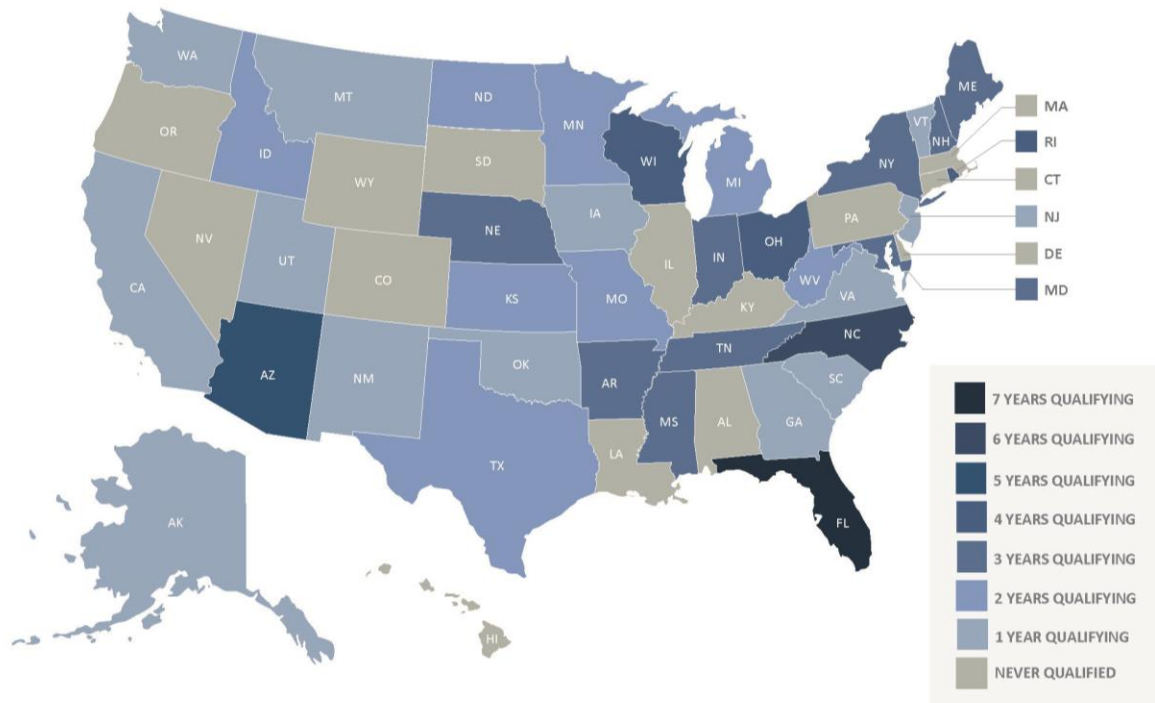 WA
MT
ND
MN
OR
ID
WY
SD
WI
MI
VT
ME
NH
NY
MA
RI
CT
NJ
DE
MD
NV
UT
CO
NE
IA
IL
IN
OH
PA
WV
VA
KY
CA
KS
MO
AZ
NM
OK
AR
TN
NC
SC
TX
LA
MS
AL
GA
FL
AK
HI
7 YEARS QUALIFYING
6 YEARS QUALIFYING
5 YEARS QUALIFYING
4 YEARS QUALIFYING
3 YEARS QUALIFYING
2 YEARS QUALIFYING
1 YEAR QUALIFYING
NEVER QUALIFIED